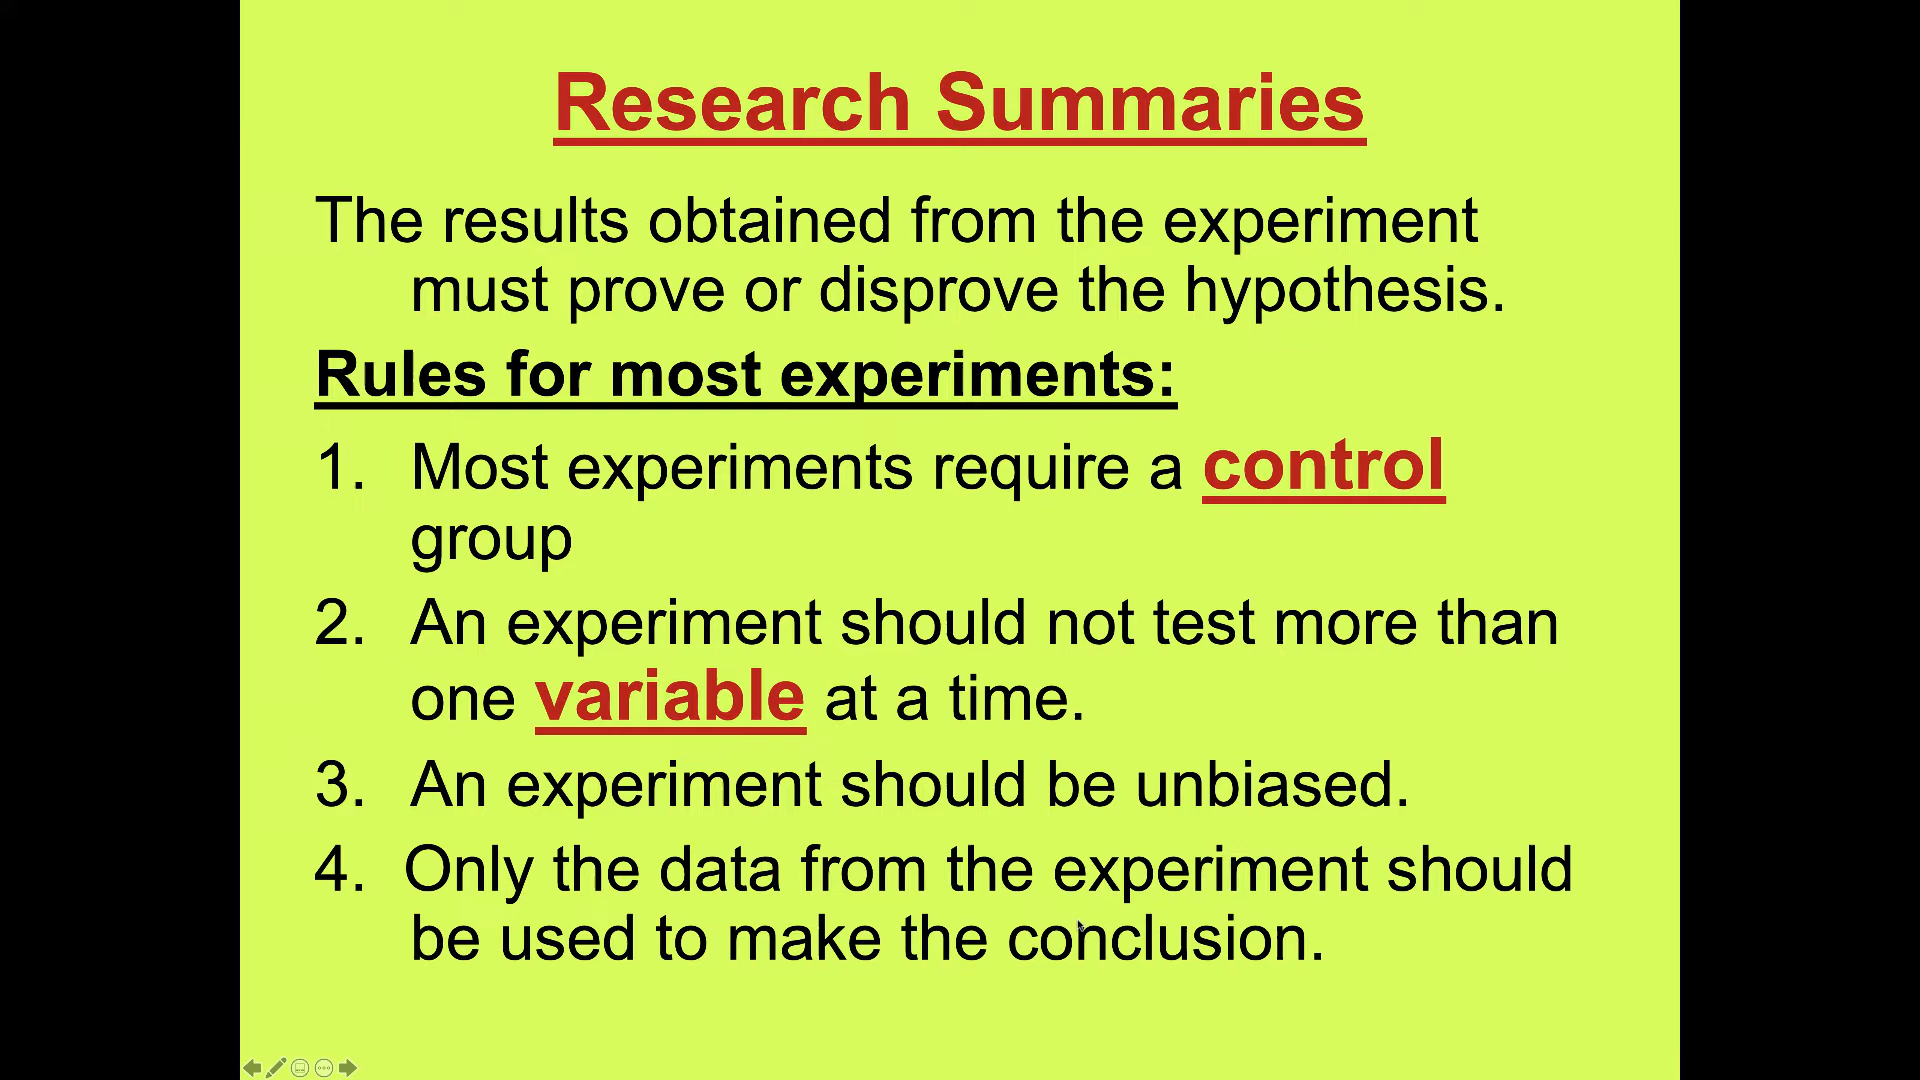 Research Summaries
The results obtained from the experiment
must prove or disprove the hypothesis.
Rules for most experiments:
1. Most experiments require a control
group
2. An experiment should not test more than
one variable at a time.
3. An experiment should be unbiased.
4. Only the data from the experiment should
be used to make the conclusion.